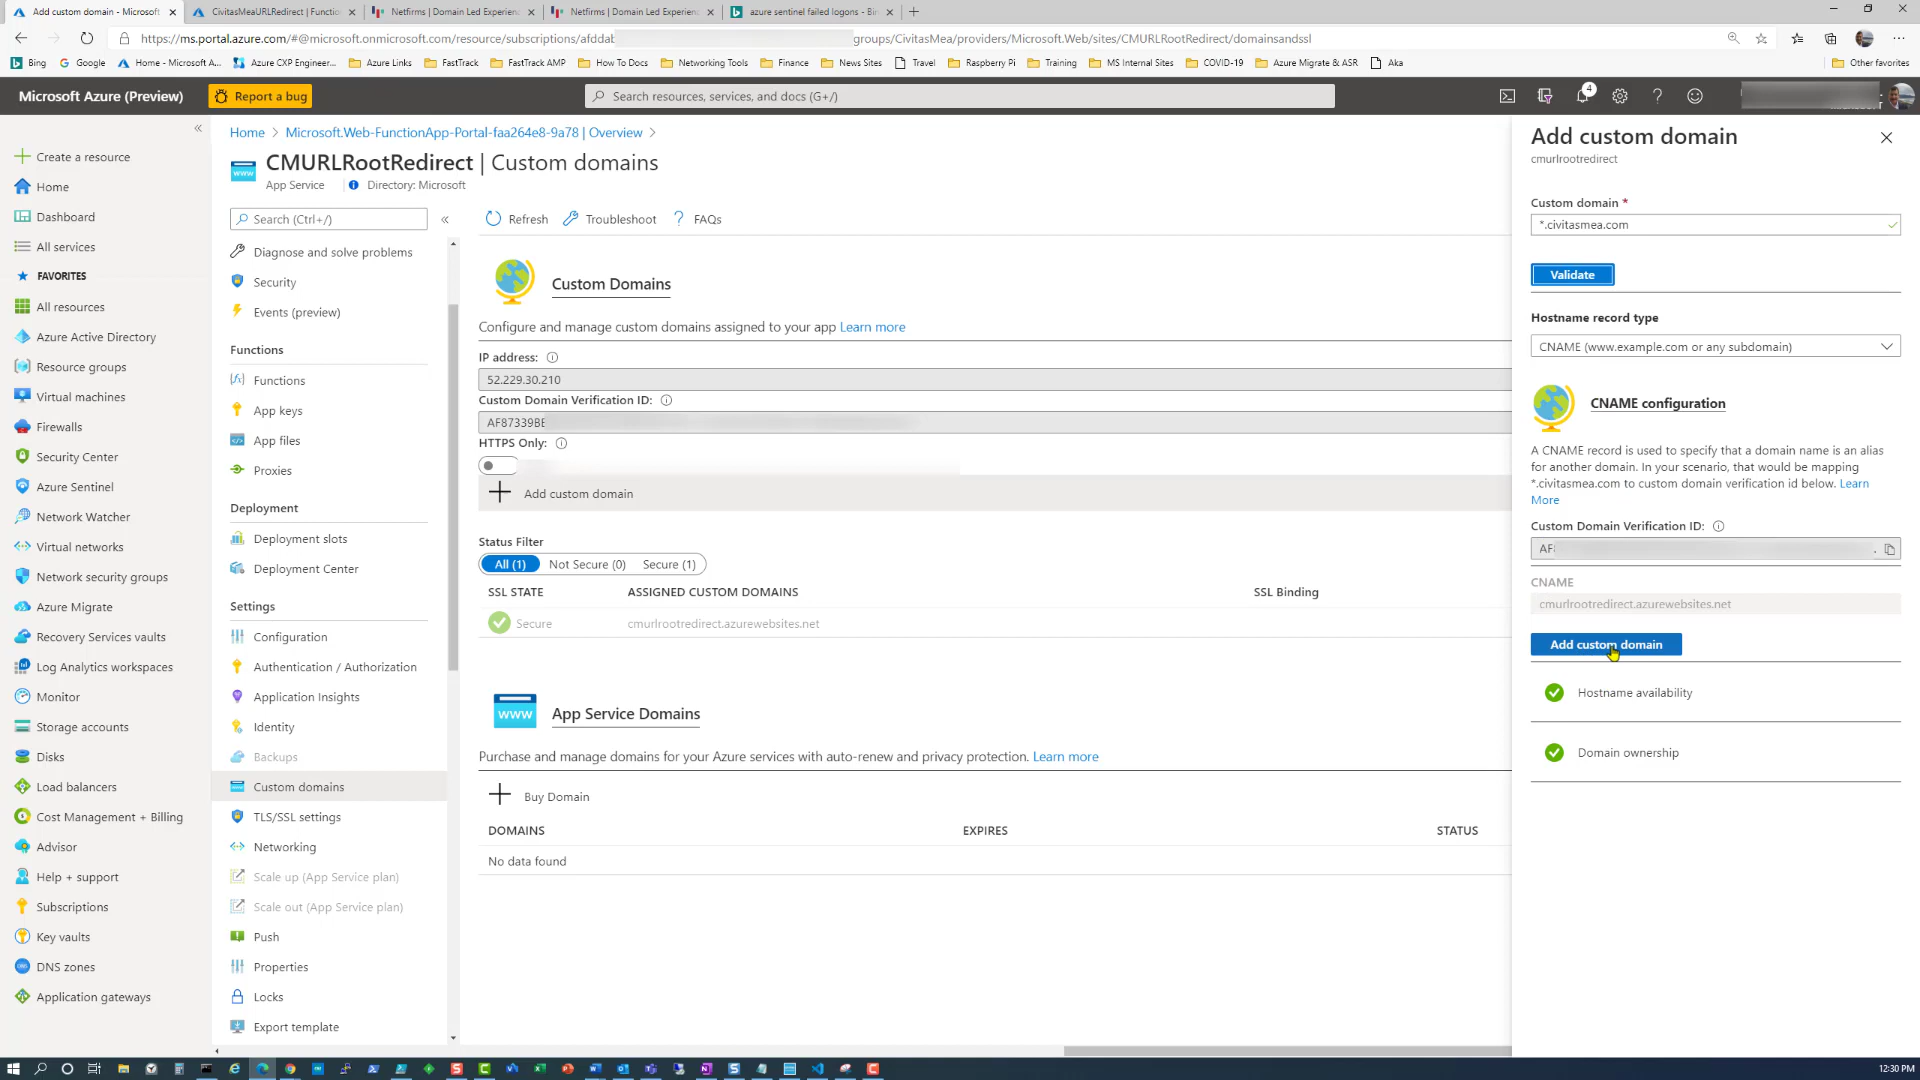 Add custom domain - Microsoft
CivitasMeaURLRedirect | Functio
Netfirms | Domain Led Experien
Netfirms | Domain Led Experien
azure sentinel failed logons - Bin
https://ms.portal.azure.com/#@microsoft.onmicrosoft.com/resource/subscriptions/afddab
groups/CivitasMea/providers/Microsoft.Web/sites/CMURLRootRedirect/domainsandssl
Bing
Google
Home - Microsoft A...
Azure CXP Engineer...
Azure Links
FastTrack
FastTrack AMP
How To Docs
Networking Tools
Finance
News Sites
Travel
Raspberry Pi
Training
MS Internal Sites
COVID-19
Azure Migrate & ASR
Aka
Other favorites
Microsoft Azure (Preview)
Report a bug
Search resources, services, and docs (G+/)
4
Create a resource
Home
Dashboard
All services
FAVORITES
All resources
Azure Active Directory
Resource groups
Virtual machines
Firewalls
Security Center
Azure Sentinel
Network Watcher
Virtual networks
Network security groups
Azure Migrate
Recovery Services vaults
Log Analytics workspaces
Monitor
Storage accounts
Disks
Load balancers
Cost Management + Billing
Advisor
Help + support
Subscriptions
Key vaults
DNS zones
Application gateways
Home > Microsoft.Web-FunctionApp-Portal-faa264e8-9a78 | Overview >
CMURLRootRedirect | Custom domains
App Service
Directory: Microsoft
Search (Ctrl+/)
Diagnose and solve problems
Security
Events (preview)
Functions
Functions
App keys
App files
Proxies
Deployment
Deployment slots
Deployment Center
Settings
Configuration
Authentication / Authorization
Application Insights
Identity
Backups
Custom domains
TLS/SSL settings
Networking
Scale up (App Service plan)
Scale out (App Service plan)
Push
Properties
Locks
Export template
Refresh
Troubleshoot
FAQs
Custom Domains
Configure and manage custom domains assigned to your app Learn more
IP address:
52.229.30.210
Custom Domain Verification ID:
AF87339BE
HTTPS Only:
Add custom domain
Status Filter
All (1)
Not Secure (0)
Secure (1)
SSL STATE
ASSIGNED CUSTOM DOMAINS
SSL Binding
Secure
cmurlrootredirect.azurewebsites.net
www
App Service Domains
Purchase and manage domains for your Azure services with auto-renew and privacy protection. Learn more
Buy Domain
DOMAINS
EXPIRES
STATUS
No data found
Add custom domain
cmurlrootredirect
Custom domain *
*.civitasmea.com
Validate
Hostname record type
CNAME (www.example.com or any subdomain)
CNAME configuration
A CNAME record is used to specify that a domain name is an alias
for another domain. In your scenario, that would be mapping
*.civitasmea.com to custom domain verification id below. Learn
More
Custom Domain Verification ID:
CNAME
cmurlrootredirect.azurewebsites.net
Add custom domain
Hostname availability
Domain ownership
12:30 PM